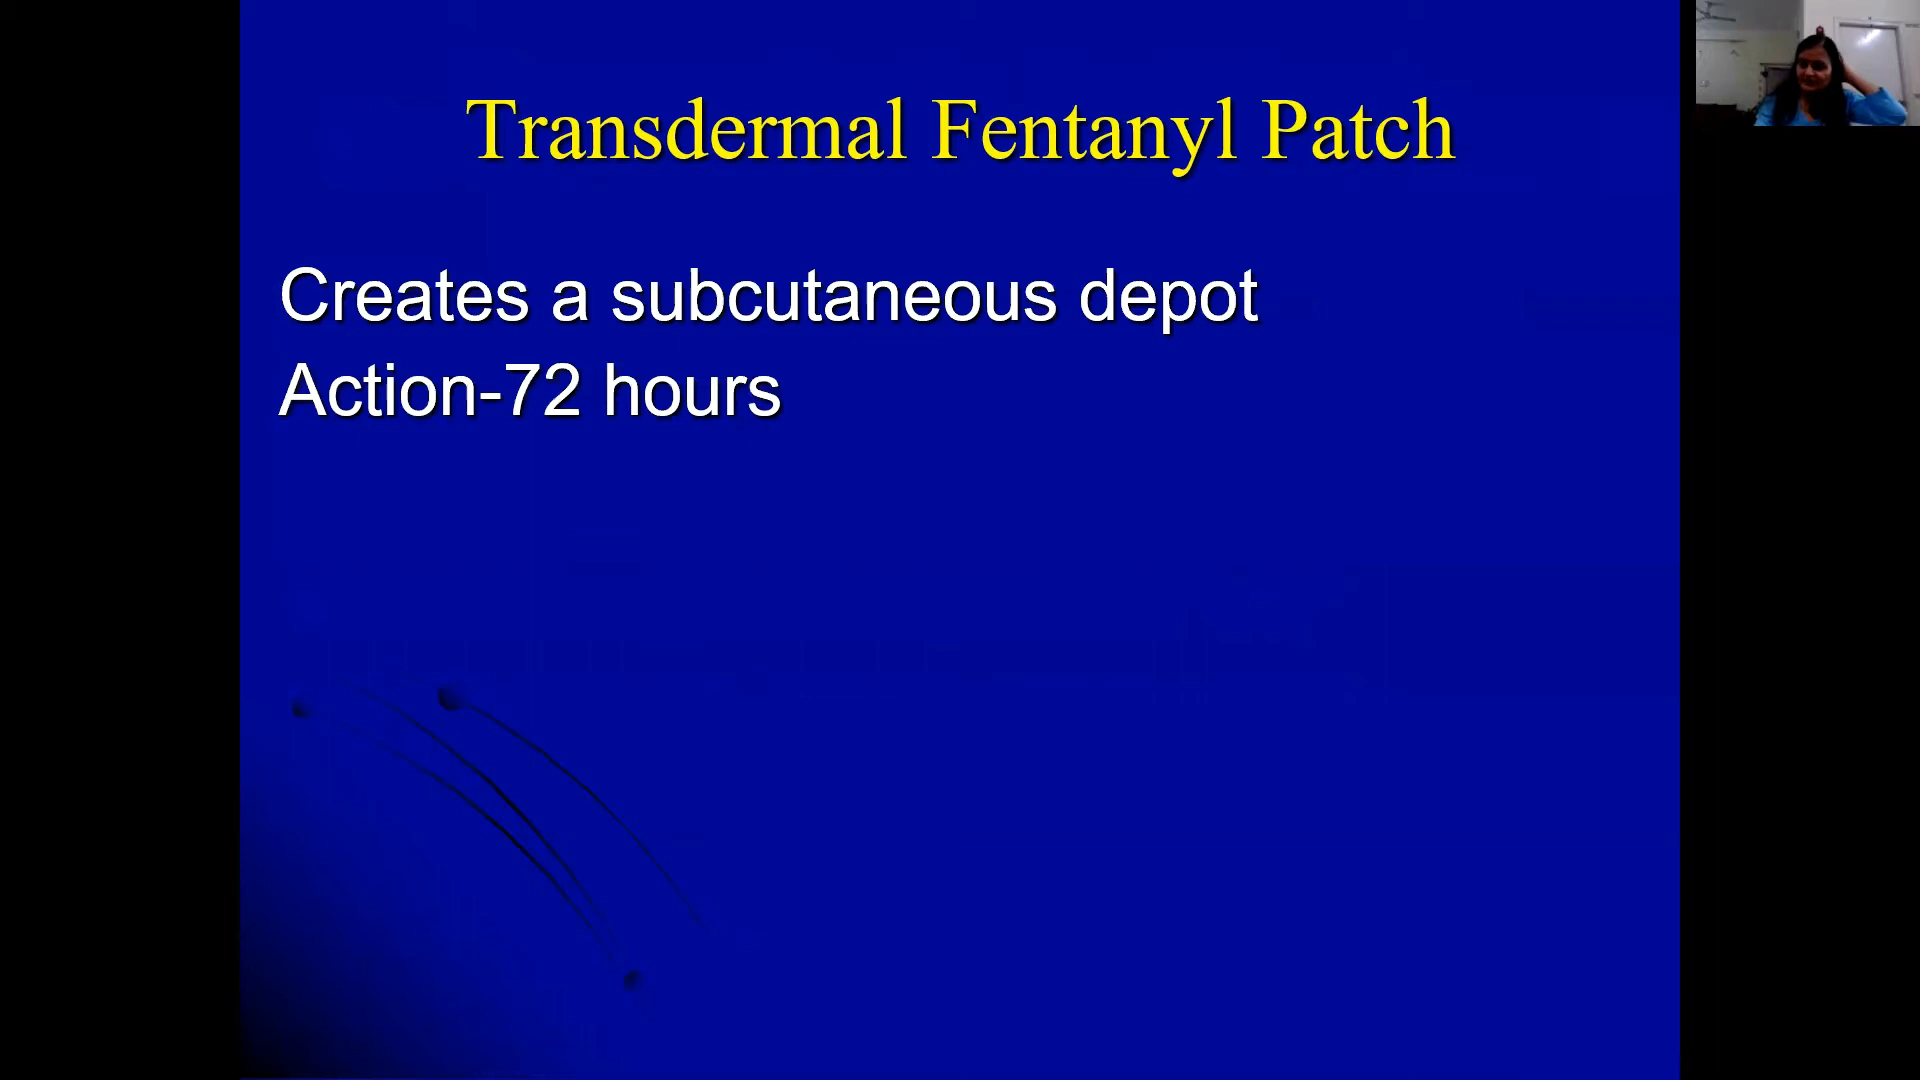 Transdermal Fentanyl Patch
Creates a subcutaneous depot
Action-72 hours